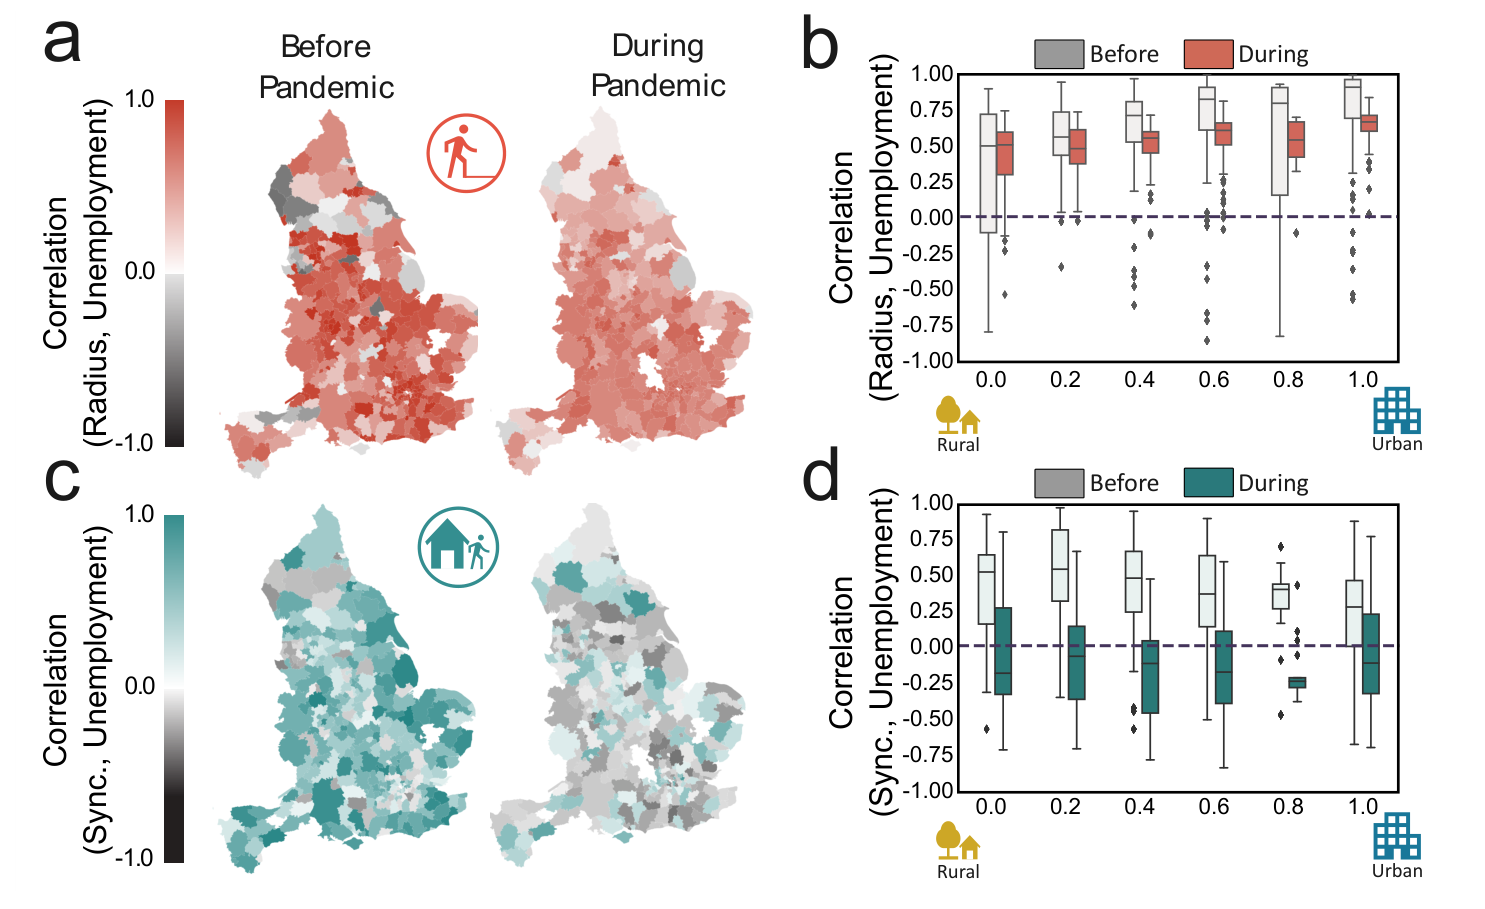 a
Before
Pandemic
During
Pandemic
Correlation
(Radius, Unemployment)
1.0
0.0
-1.0
b
Before
During
Correlation
(Radius, Unemployment)
1.00
0.75
0.50
0.25
0.00
-0.25
-0.50
-0.75
-1.00
0.0 0.2 0.4 0.6 0.8 1.0
Rural
Urban
c
Correlation
(Sync., Unemployment)
1.0
0.0
-1.0
d
Before
During
Correlation
(Sync., Unemployment)
1.00
0.75
0.50
0.25
0.00
-0.25
-0.50
-0.75
-1.00
0.0 0.2 0.4 0.6 0.8 1.0
Rural
Urban